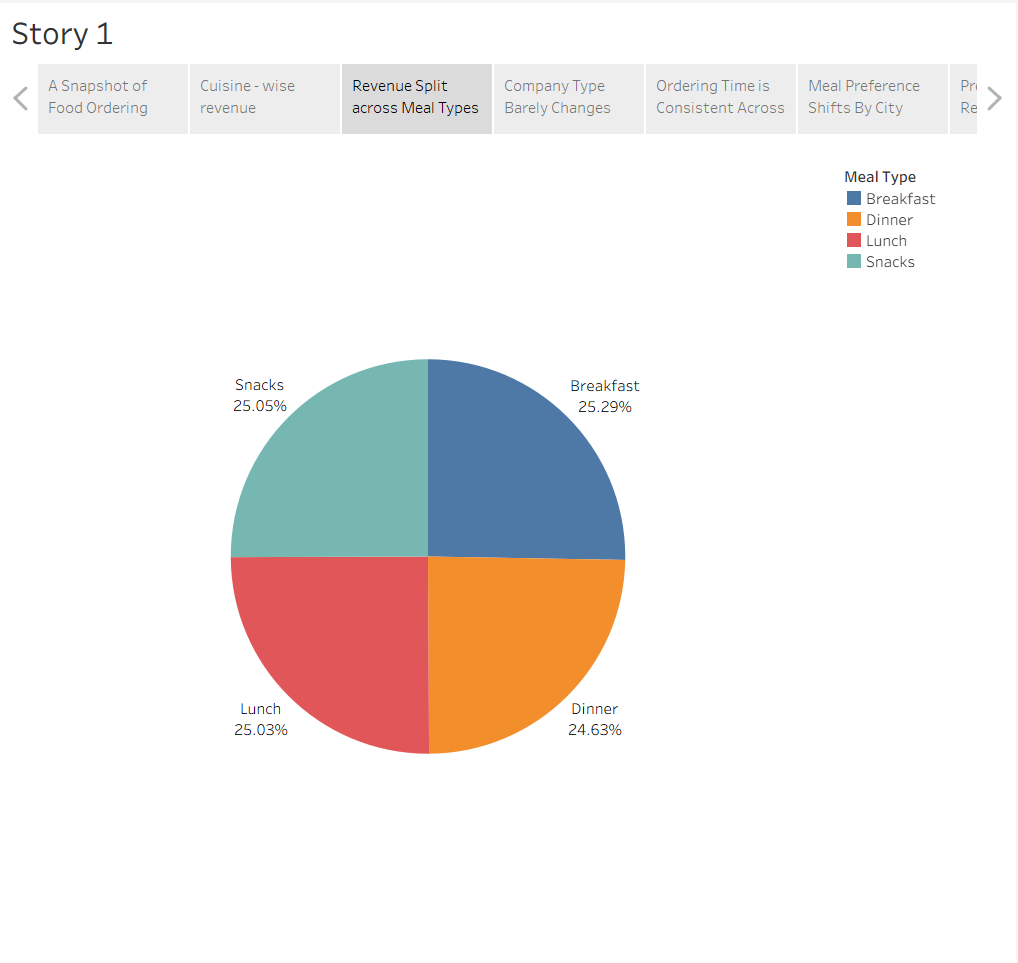 Story 1
A Snapshot of
Food Ordering
Cuisine - wise
revenue
Revenue Split
across Meal Types
Company Type
Barely Changes
Ordering Time is
Consistent Across
Meal Preference
Shifts By City
Meal Type
Breakfast
Dinner
Lunch
Snacks
Snacks
25.05%
Breakfast
25.29%
Lunch
25.03%
Dinner
24.63%